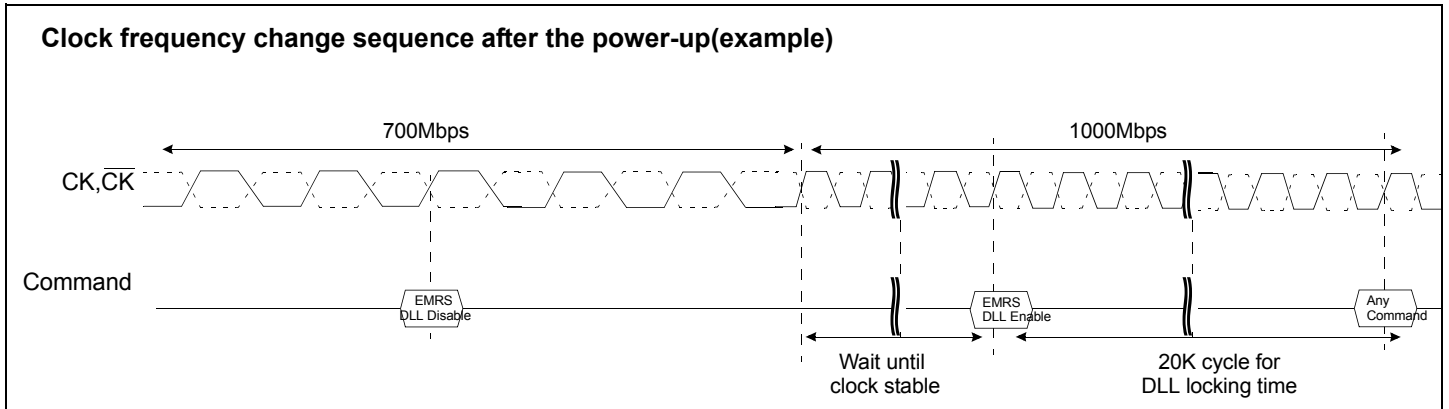 Clock frequency change sequence after the power-up(example)
700Mbps
1000Mbps
CK,C̅K̅
Command
EMRS
DLL Disable
EMRS
DLL Enable
Any
Command
Wait until
clock stable
20K cycle for
DLL locking time